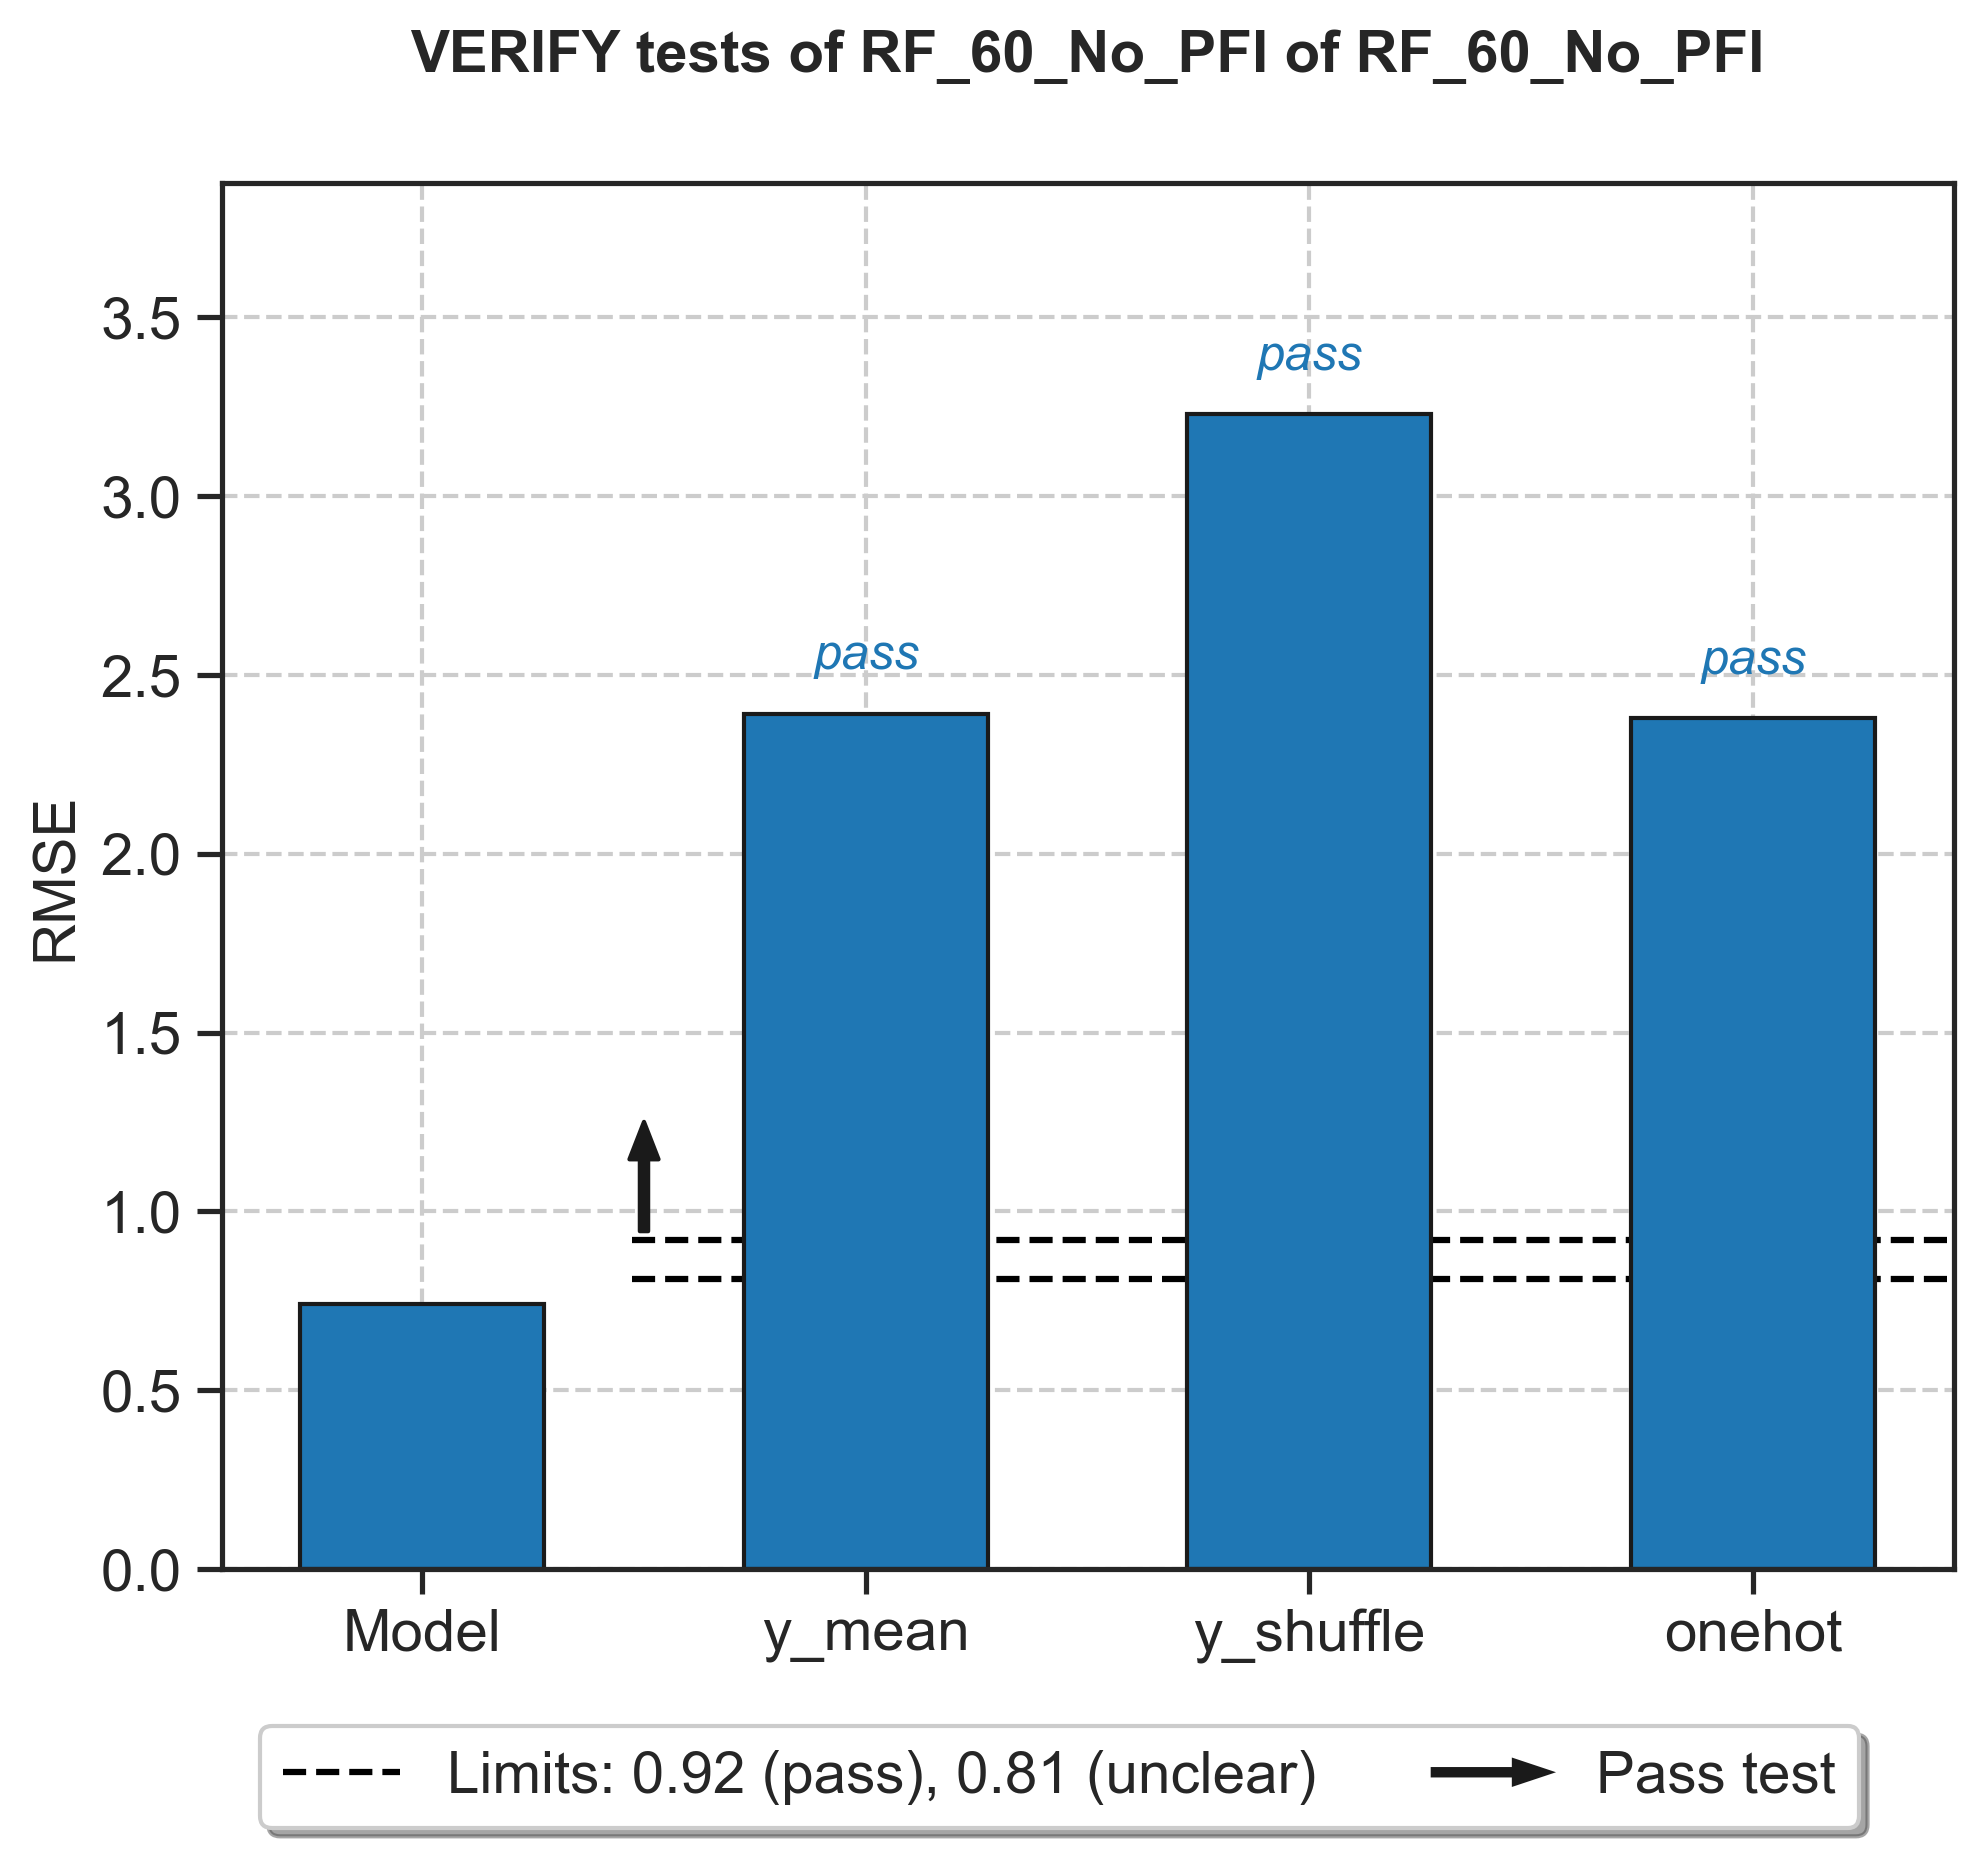 VERIFY tests of RF_60_No_PFI of RF_60_No_PFI
RMSE
3.5
3.0
2.5
2.0
1.5
1.0
0.5
0.0
pass
pass
pass
Model y_mean y_shuffle onehot
Limits: 0.92 (pass), 0.81 (unclear) Pass test